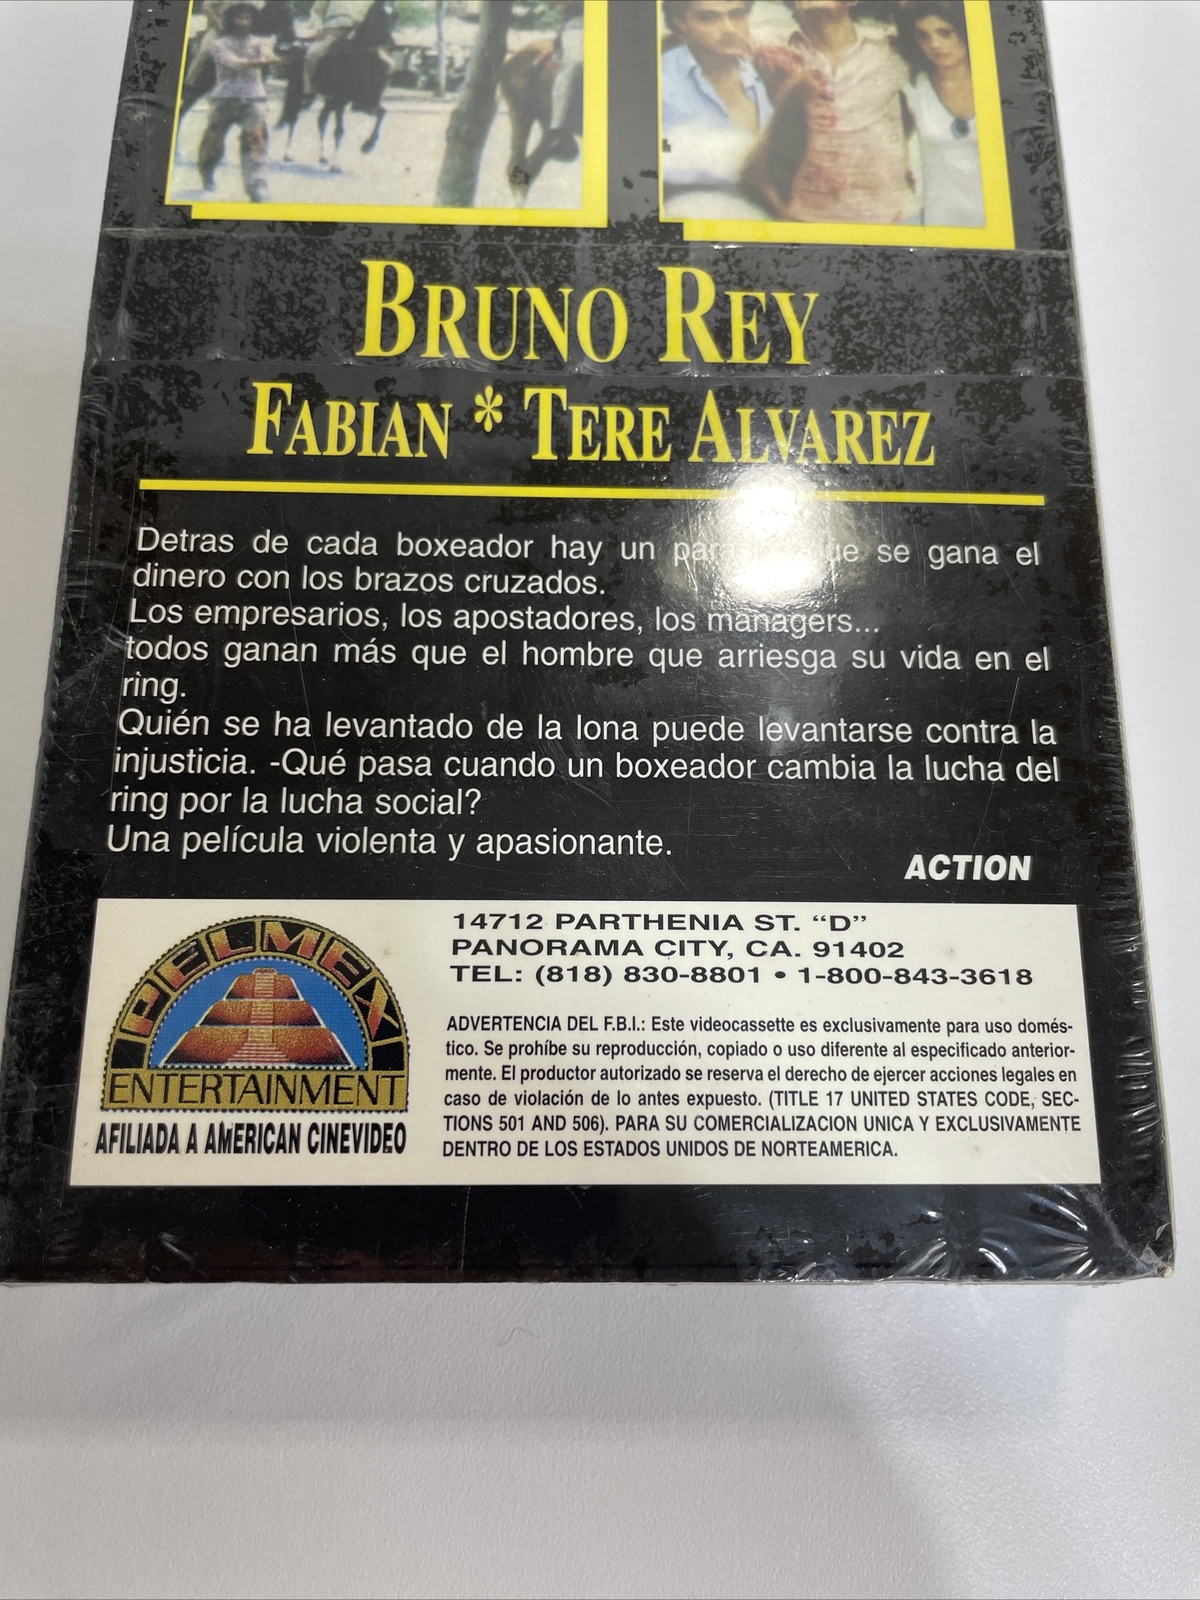 BRUNO REY
FABIAN * TERE ALVAREZ
Detras de cada boxeador hay un que se gana el
dinero con los brazos cruzados.
Los empresarios, los apostadores, los managers...
todos ganan más que el hombre que arriesga su vida en el
ring.
Quién se ha levantado de la lona puede levantarse contra la
injusticia. -Qué pasa cuando un boxeador cambia la lucha del
ring por la lucha social?
Una película violenta y apasionante.
ACTION
PELMEX
ENTERTAINMENT
AFILIADA A AMERICAN CINEVIDEO
14712 PARTHENIA ST. “D”
PANORAMA CITY, CA. 91402
TEL: (818) 830-8801 • 1-800-843-3618
ADVERTENCIA DEL F.B.I.: Este videocassette es exclusivamente para uso domés-
tico. Se prohíbe su reproducción, copiado o uso diferente al especificado anterior-
mente. El productor autorizado se reserva el derecho de ejercer acciones legales en
caso de violación de lo antes expuesto. (TITLE 17 UNITED STATES CODE, SEC-
TIONS 501 AND 506). PARA SU COMERCIALIZACION UNICA Y EXCLUSIVAMENTE
DENTRO DE LOS ESTADOS UNIDOS DE NORTEAMERICA.